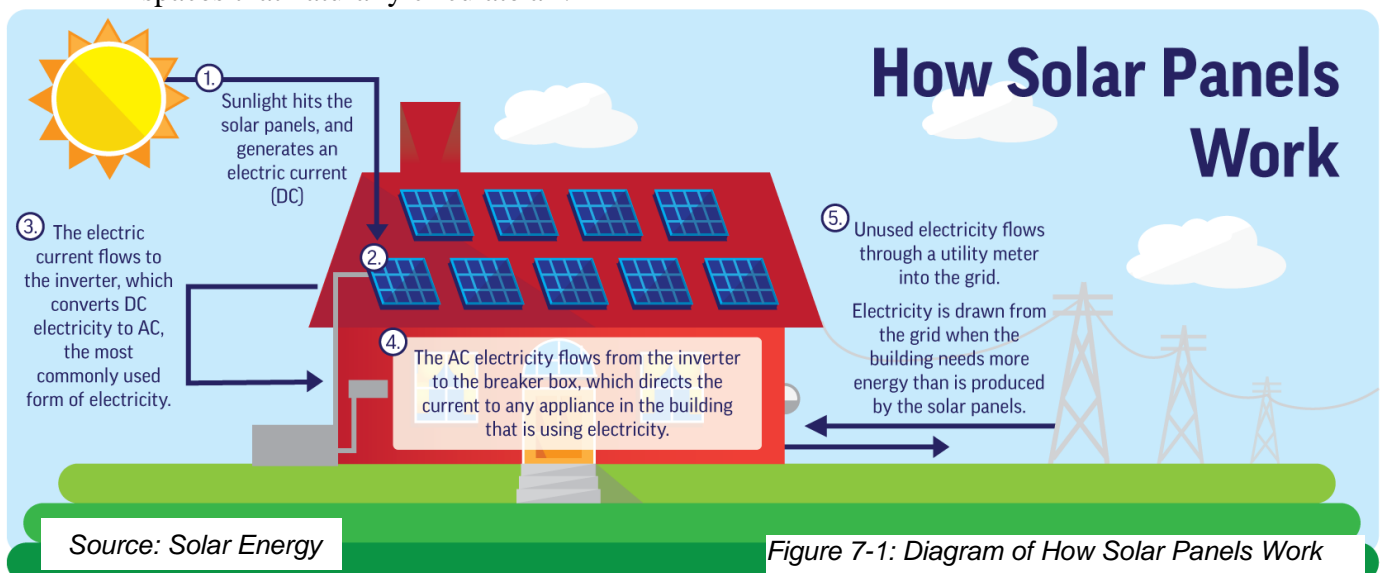 How Solar Panels
Work
1.
Sunlight hits the
solar panels, and
generates an
electric current
(DC)
2.
3. The electric
current flows to
the inverter, which
converts DC
electricity to AC,
the most
commonly used
form of electricity.
4.
The AC electricity flows from the inverter
to the breaker box, which directs the
current to any appliance in the building
that is using electricity.
5.
Unused electricity flows
through a utility meter
into the grid.
Electricity is drawn from
the grid when the
building needs more
energy than is produced
by the solar panels.
Source: Solar Energy
Figure 7-1: Diagram of How Solar Panels Work